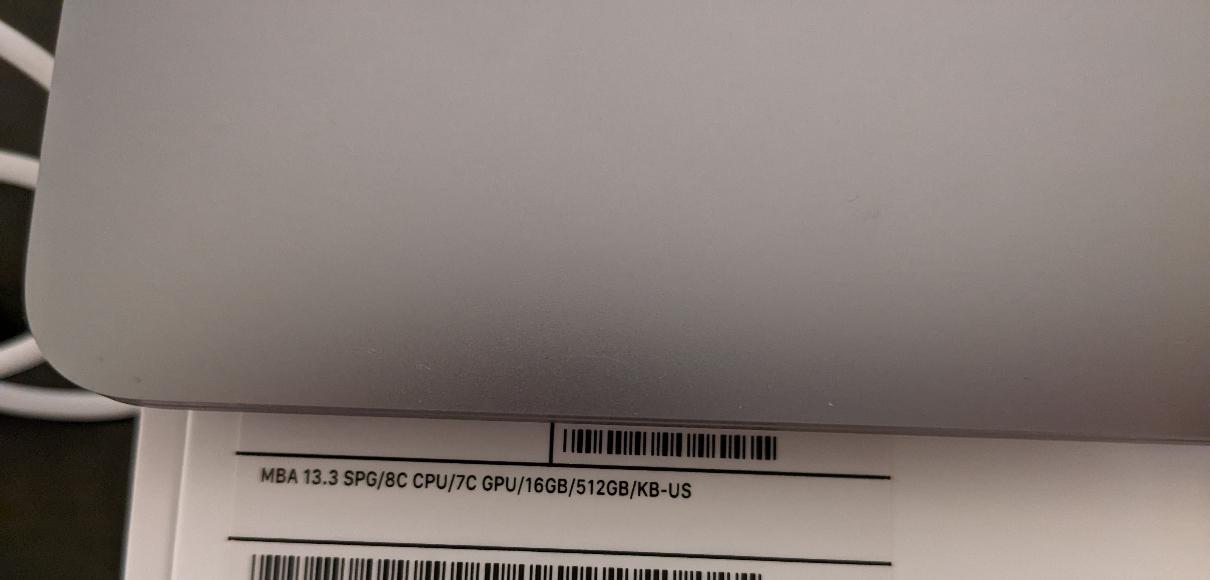 MBA 13.3 SPG/8C CPU/7C GPU/16GB/512GB/KB-US